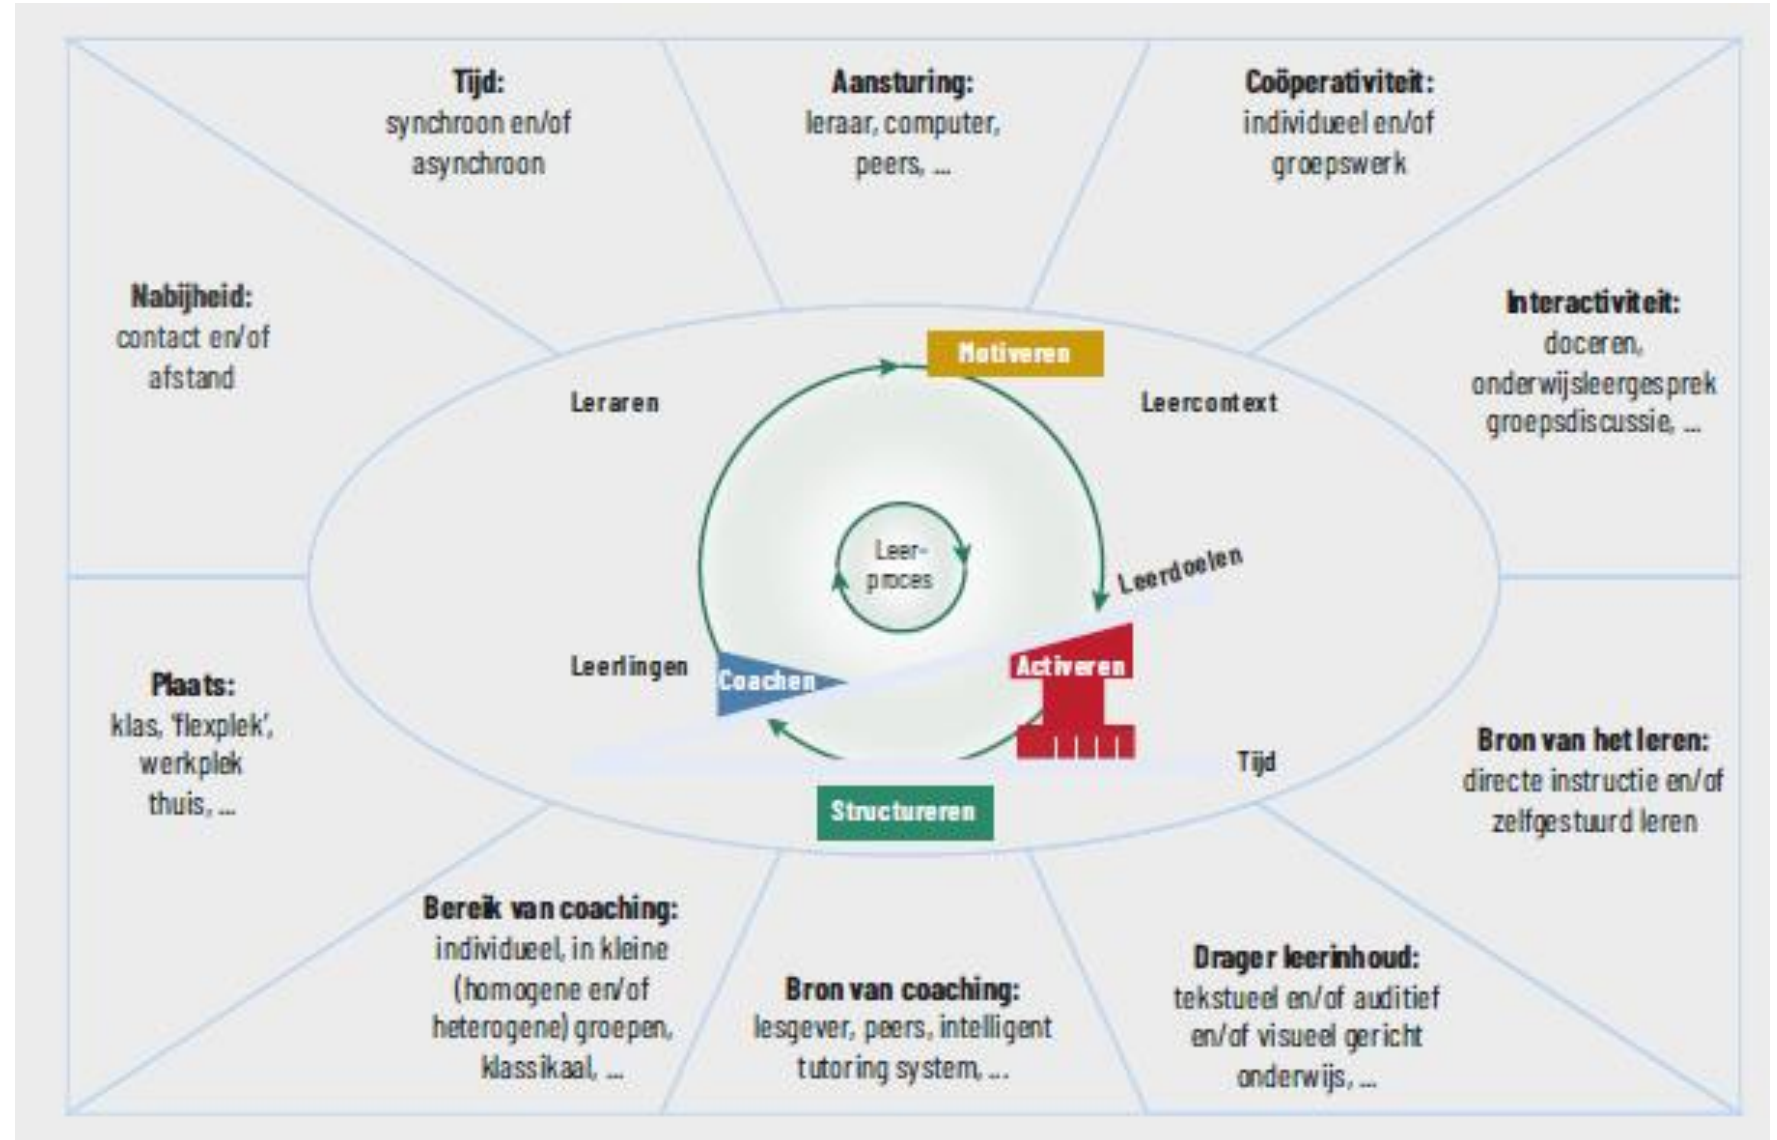 Tijd:
synchroon en/of
asynchroon
Aansturing:
leraar, computer,
peers, ...
Coöperativiteit:
individueel en/of
groepswerk
Nabijheid:
contact en/of
afstand
Interactiviteit:
doceren,
onderwijsleergesprek
groepsdiscussie, ...
Motiveren
Leraren
Leercontext
Leer-
proces
Leerdoelen
Leerlingen
Coachen
Activeren
Tijd
Structureren
Plaats:
klas, ‘flexplek’,
werkplek
thuis, ...
Bron van het leren:
directe instructie en/of
zelfgestuurd leren
Bereik van coaching:
individueel, in kleine
(homogene en/of
heterogene) groepen,
klassikaal, ...
Bron van coaching:
lesgever, peers, intelligent
tutoring system, ...
Drager leerinhoud:
tekstueel en/of auditief
en/of visueel gericht
onderwijs, ...